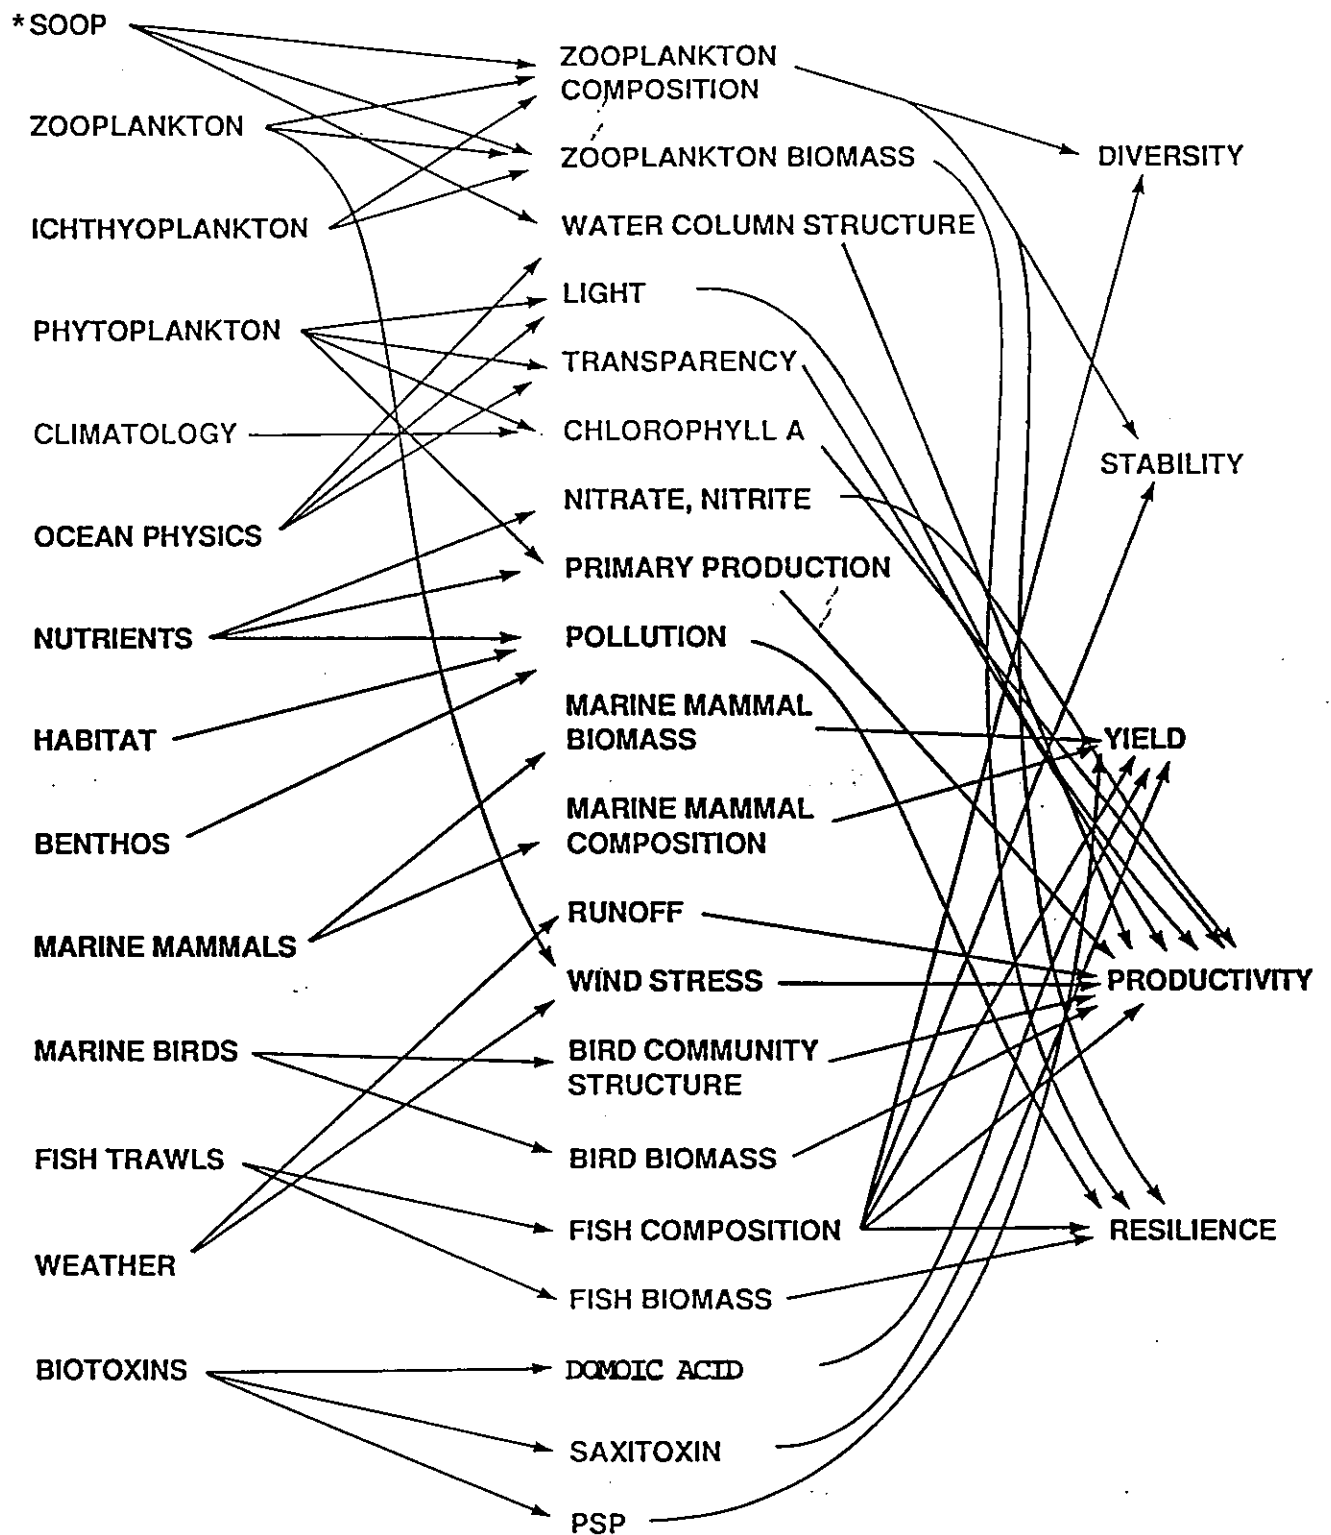 *SOOP
ZOOPLANKTON
ICHTHYOPLANKTON
PHYTOPLANKTON
CLIMATOLOGY
OCEAN PHYSICS
NUTRIENTS
HABITAT
BENTHOS
MARINE MAMMALS
MARINE BIRDS
FISH TRAWLS
WEATHER
BIOTOXINS
ZOOPLANKTON
COMPOSITION
ZOOPLANKTON BIOMASS
WATER COLUMN STRUCTURE
LIGHT
TRANSPARENCY
CHLOROPHYLL A
NITRATE, NITRITE
PRIMARY PRODUCTION
POLLUTION
MARINE MAMMAL
BIOMASS
MARINE MAMMAL
COMPOSITION
RUNOFF
WIND STRESS
BIRD COMMUNITY
STRUCTURE
BIRD BIOMASS
FISH COMPOSITION
FISH BIOMASS
DOMOIC ACID
SAXITOXIN
PSP
DIVERSITY
STABILITY
YIELD
PRODUCTIVITY
RESILIENCE